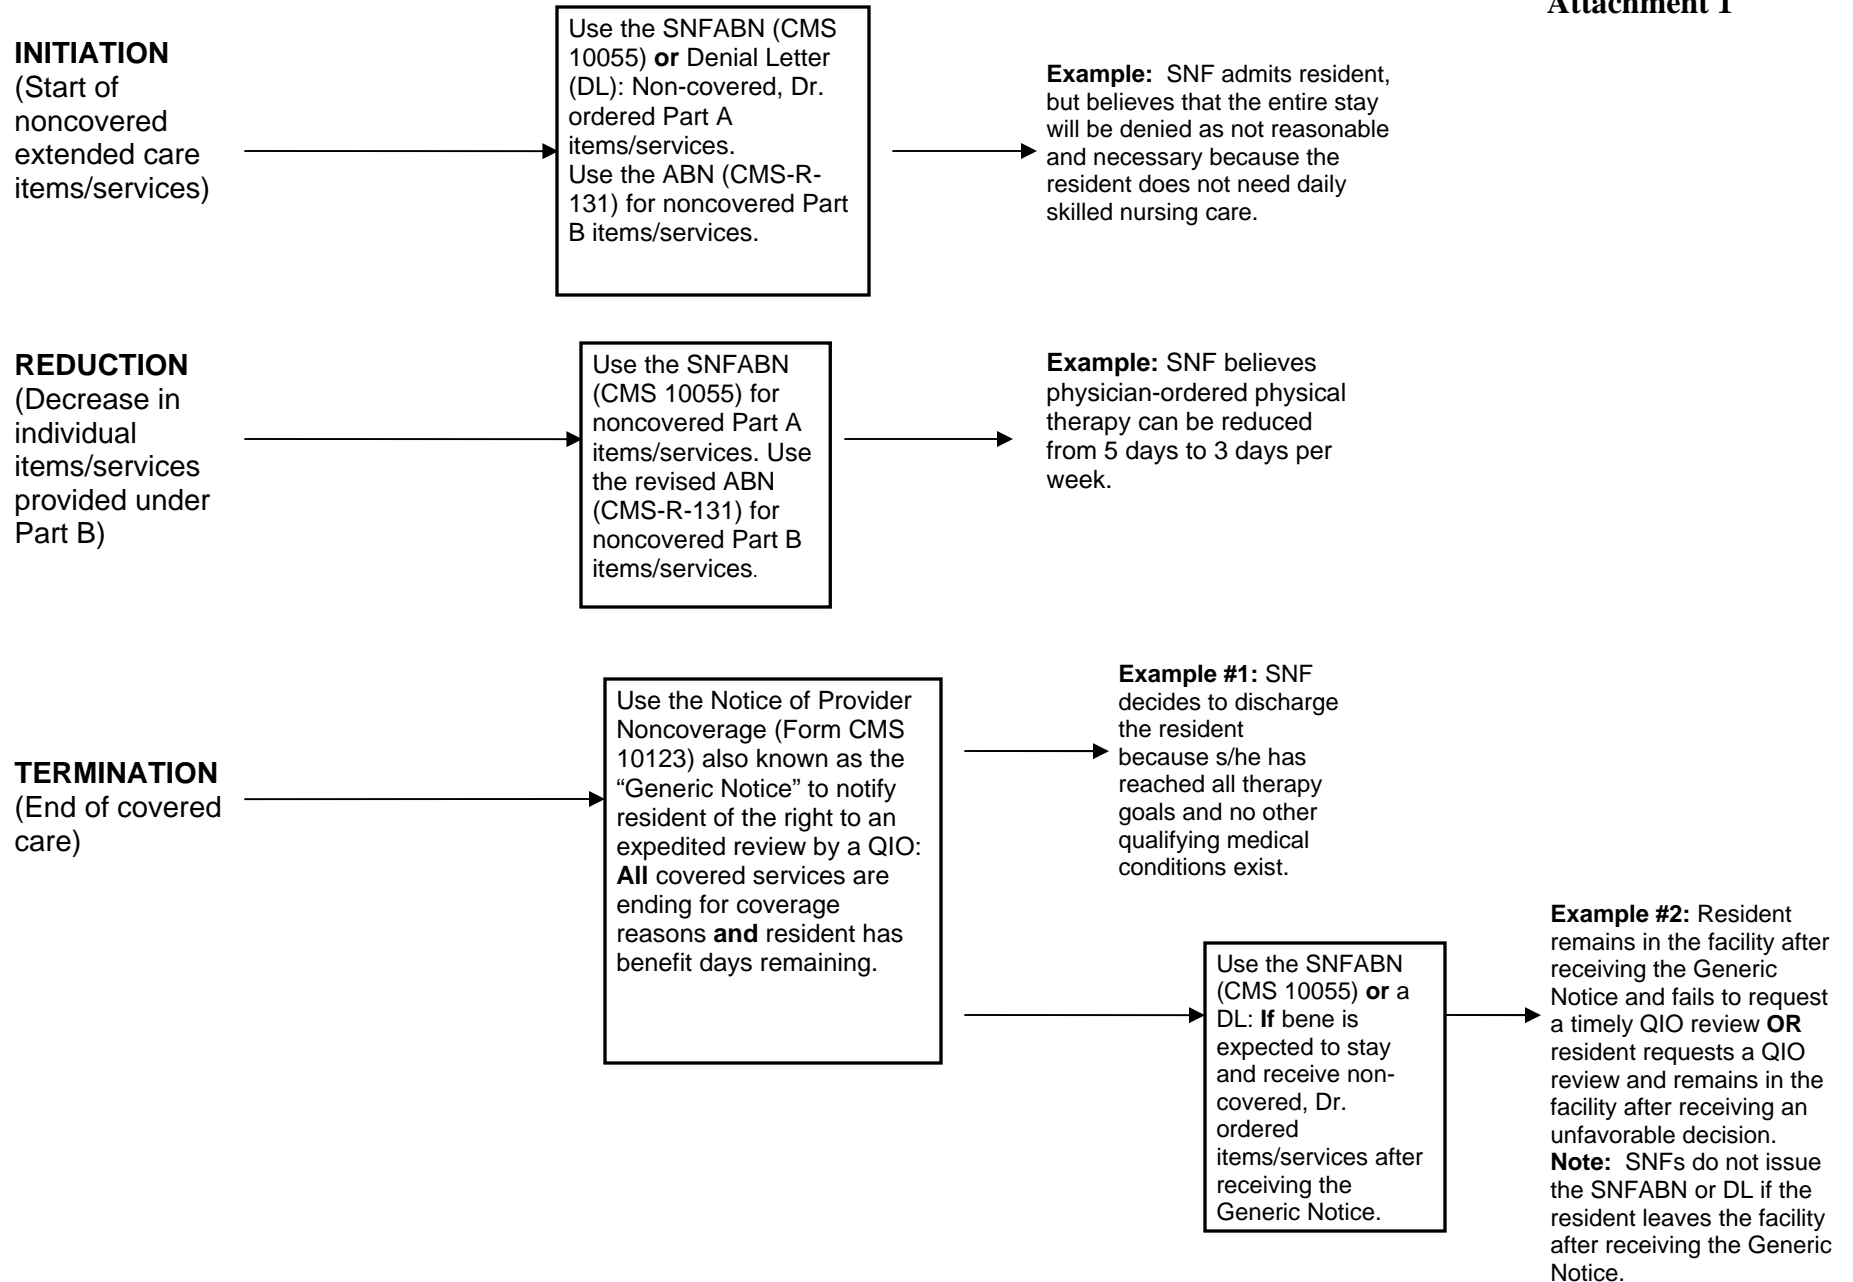 Attachment 1
INITIATION
(Start of
noncovered
extended care
items/services)
Use the SNFABN (CMS
10055) or Denial Letter
(DL): Non-covered, Dr.
ordered Part A
items/services.
Use the ABN (CMS-R-
131) for noncovered Part
B items/services.
Example:  SNF admits resident,
but believes that the entire stay
will be denied as not reasonable
and necessary because the
resident does not need daily
skilled nursing care.
REDUCTION
(Decrease in
individual
items/services
provided under
Part B)
Use the SNFABN
(CMS 10055) for
noncovered Part A
items/services. Use
the revised ABN
(CMS-R-131) for
noncovered Part B
items/services.
Example: SNF believes
physician-ordered physical
therapy can be reduced
from 5 days to 3 days per
week.
TERMINATION
(End of covered
care)
Use the Notice of Provider
Noncoverage (Form CMS
10123) also known as the
“Generic Notice” to notify
resident of the right to an
expedited review by a QIO:
All covered services are
ending for coverage
reasons and resident has
benefit days remaining.
Example #1: SNF
decides to discharge
the resident
because s/he has
reached all therapy
goals and no other
qualifying medical
conditions exist.
Use the SNFABN
(CMS 10055) or a
DL: If bene is
expected to stay
and receive non-
covered, Dr.
ordered
items/services after
receiving the
Generic Notice.
Example #2: Resident
remains in the facility after
receiving the Generic
Notice and fails to request
a timely QIO review OR
resident requests a QIO
review and remains in the
facility after receiving an
unfavorable decision.
Note:  SNFs do not issue
the SNFABN or DL if the
resident leaves the facility
after receiving the Generic
Notice.